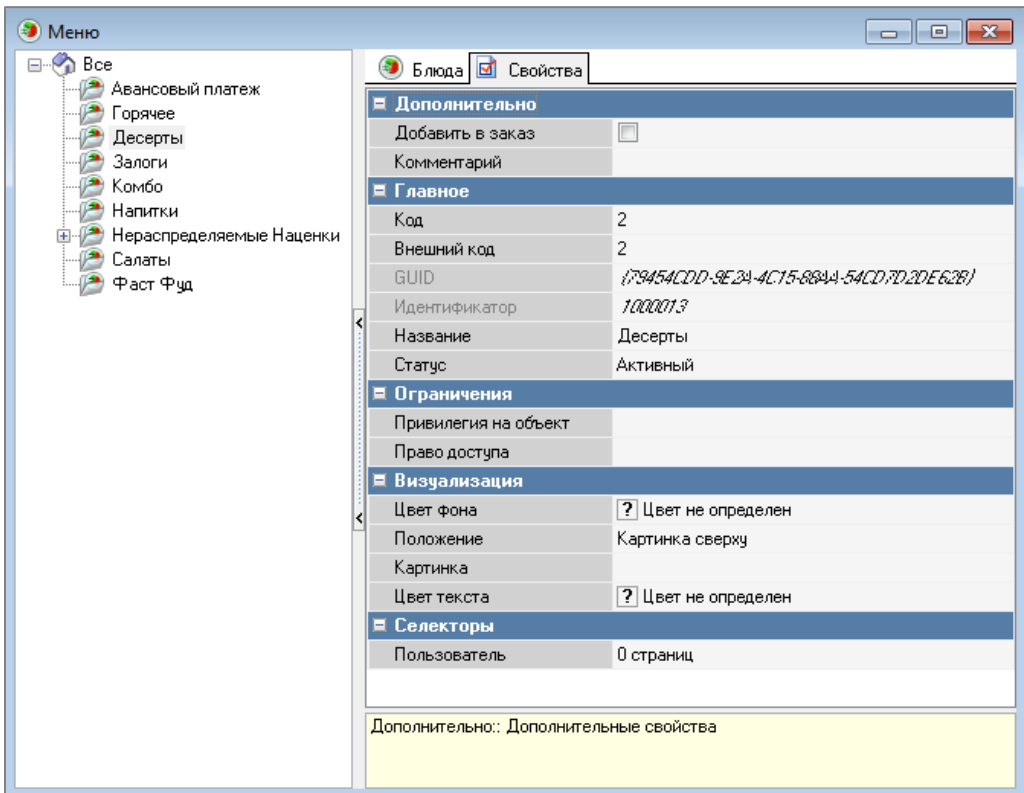 Меню
Все
Авансовый платеж
Горячее
Десерты
Залоги
Комбо
Напитки
Нераспределяемые Наценки
Салаты
Фаст Фуд
Блюда Свойства
Дополнительно
Добавить в заказ
Комментарий
Главное
Код 2
Внешний код 2
GUID {79454CDD-9E2A-4C15-88AA-54CD7D2DE62B}
Идентификатор 1000013
Название Десерты
Статус Активный
Ограничения
Привилегия на объект
Право доступа
Визуализация
Цвет фона ? Цвет не определен
Положение Картинка сверху
Картинка
Цвет текста ? Цвет не определен
Селекторы
Пользователь 0 страниц
Дополнительно:: Дополнительные свойства